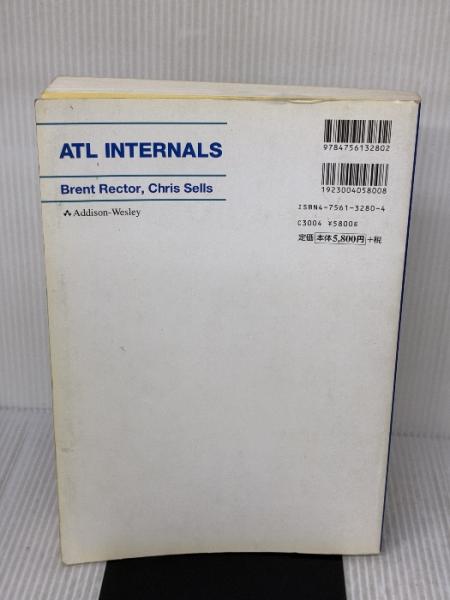 ATL INTERNALS
Brent Rector, Chris Sells
Addison-Wesley
9784756132802
1923004058008
ISBN4-7561-3280-4
C3004 ¥5800E
定価 本体5,800円 +税